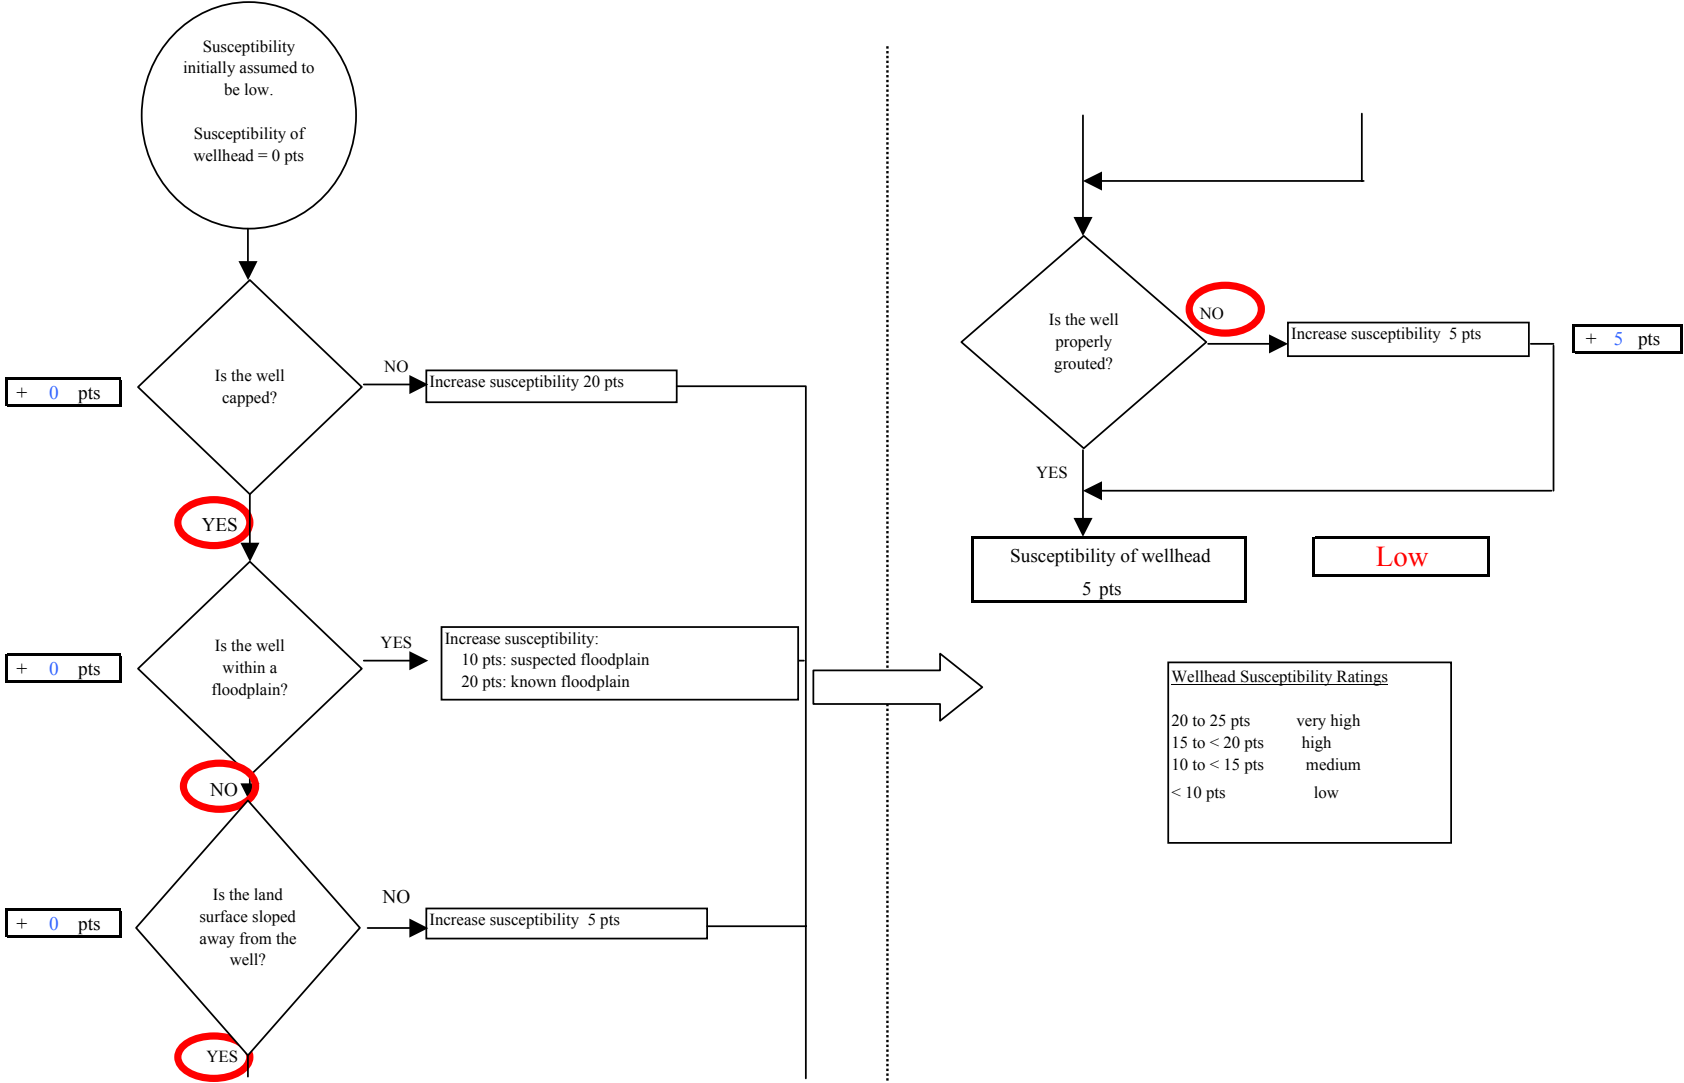 Susceptibility
initially assumed to
be low.
Susceptibility of
wellhead = 0 pts
Is the well
capped?
NO
Increase susceptibility 20 pts
+ 0 pts
YES
Is the well
within a
floodplain?
YES
Increase susceptibility:
10 pts: suspected floodplain
20 pts: known floodplain
+ 0 pts
NO
Is the land
surface sloped
away from the
well?
NO
Increase susceptibility 5 pts
+ 0 pts
YES
Is the well
properly
grouted?
NO
Increase susceptibility 5 pts
+ 5 pts
YES
Susceptibility of wellhead
5 pts
Low
Wellhead Susceptibility Ratings
20 to 25 pts very high
15 to < 20 pts high
10 to < 15 pts medium
< 10 pts low